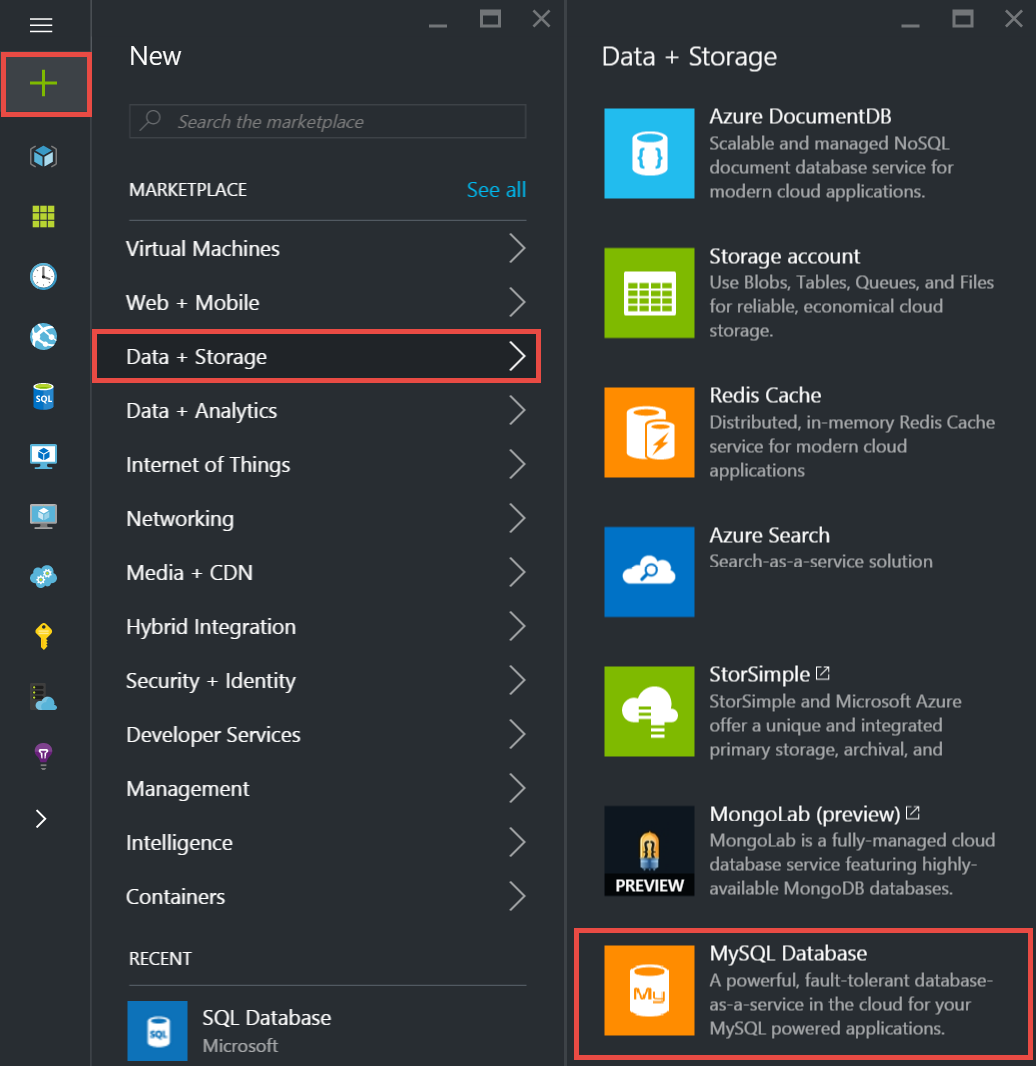 New
Search the marketplace
MARKETPLACE See all
Virtual Machines
Web + Mobile
Data + Storage
Data + Analytics
Internet of Things
Networking
Media + CDN
Hybrid Integration
Security + Identity
Developer Services
Management
Intelligence
Containers
RECENT
SQL
SQL
SQL Database
Microsoft
Data + Storage
Azure DocumentDB
Scalable and managed NoSQL
document database service for
modern cloud applications.
Storage account
Use Blobs, Tables, Queues, and Files
for reliable, economical cloud
storage.
Redis Cache
Distributed, in-memory Redis Cache
service for modern cloud
applications
Azure Search
Search-as-a-service solution
StorSimple
StorSimple and Microsoft Azure
offer a unique and integrated
primary storage, archival, and
PREVIEW
MongoLab (preview)
MongoLab is a fully-managed cloud
database service featuring highly-
available MongoDB databases.
My
MySQL Database
A powerful, fault-tolerant database-
as-a-service in the cloud for your
MySQL powered applications.